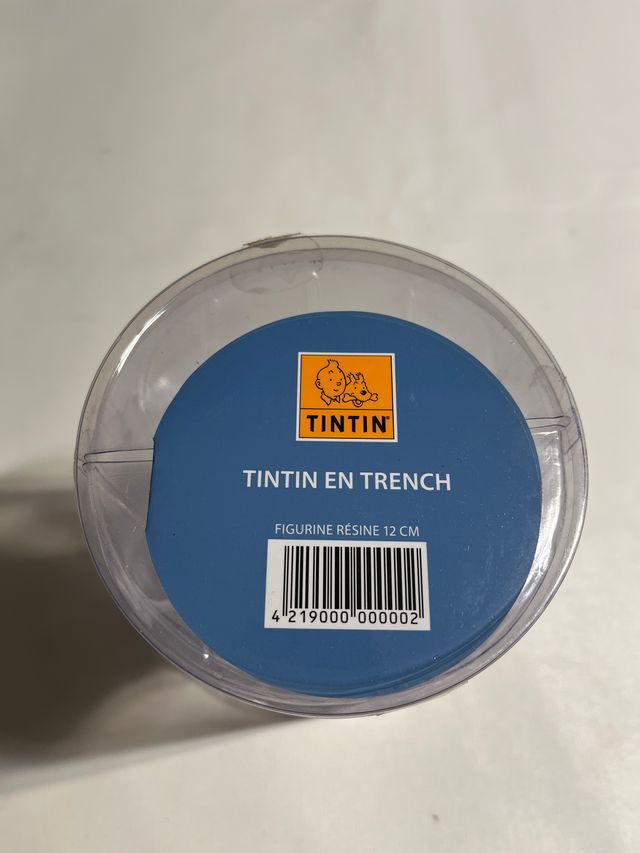 TINTIN®
TINTIN EN TRENCH
FIGURINE RÉSINE 12 CM
4 219000 000002